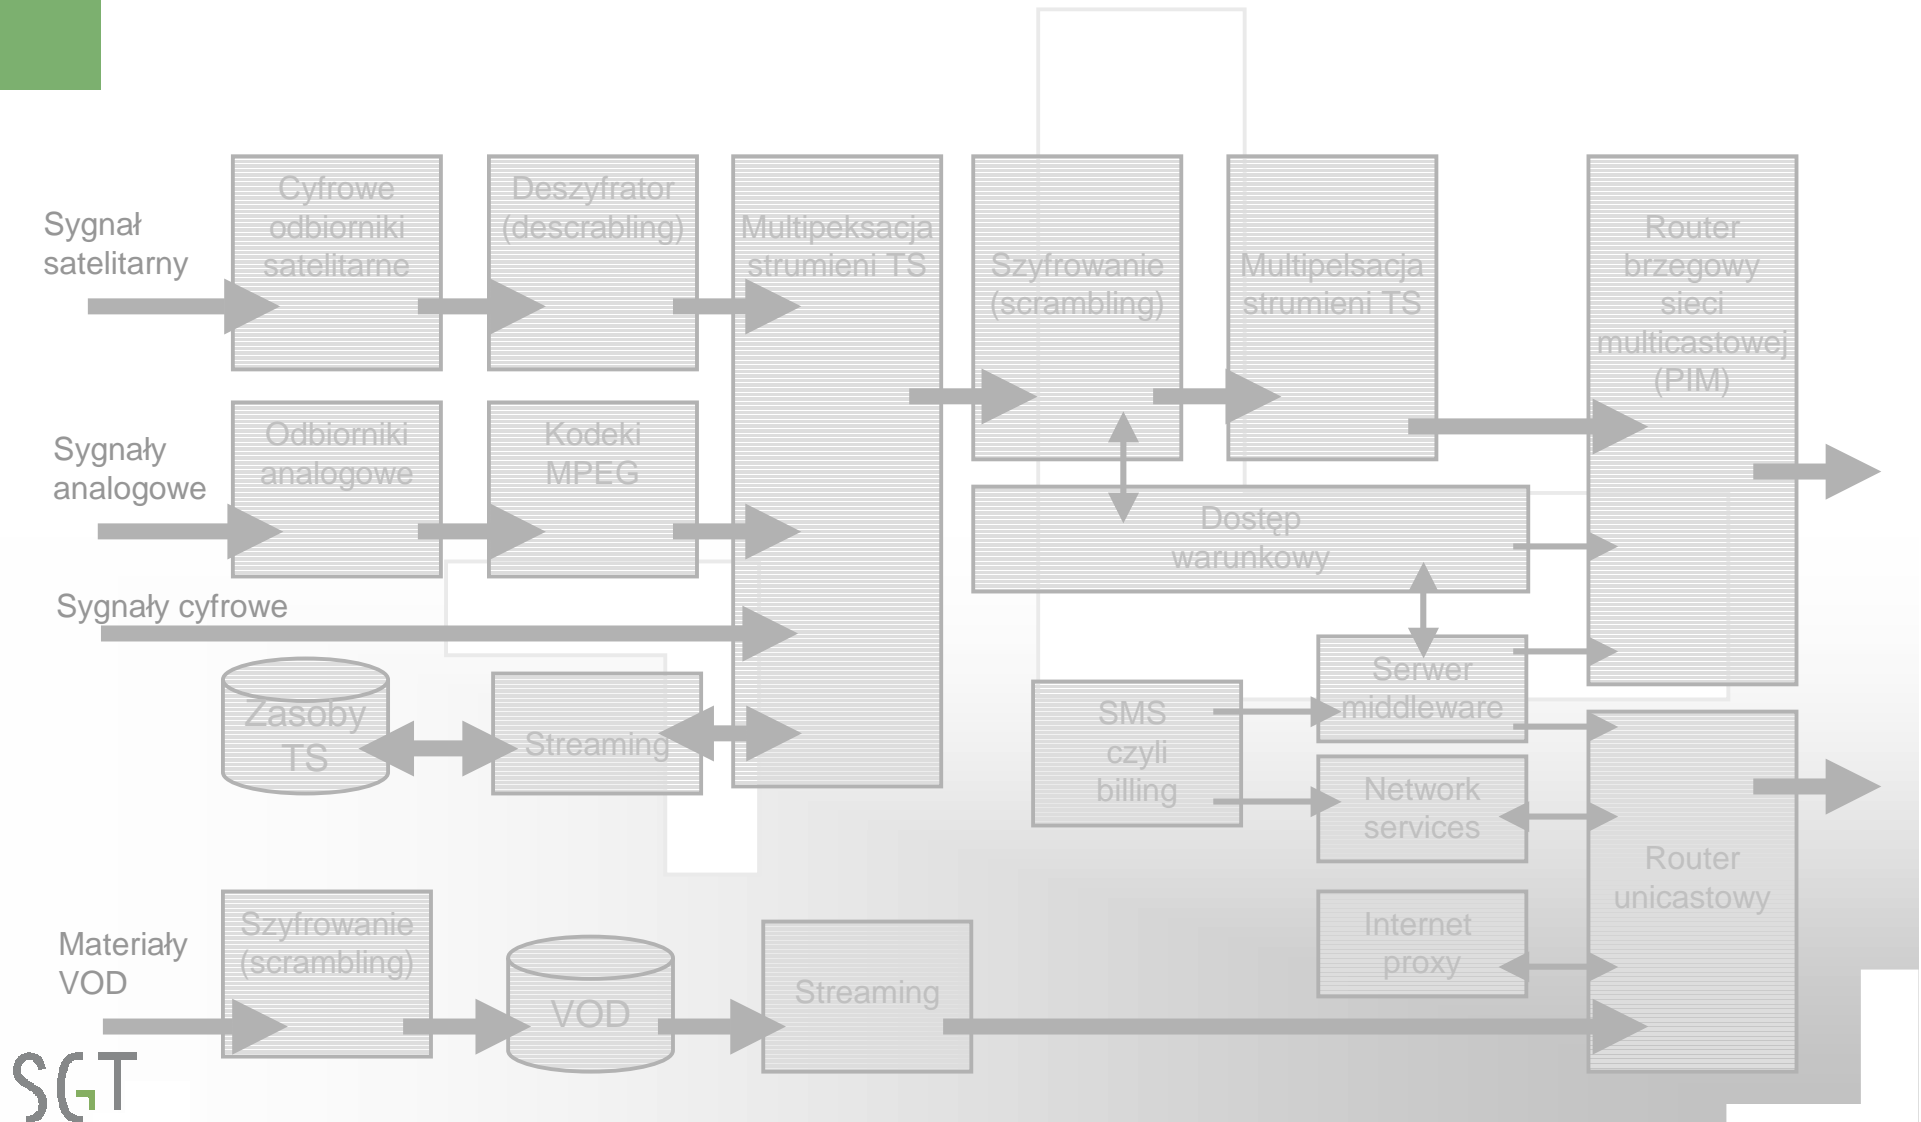 Sygnał
satelitarny
Cyfrowe
odbiorniki
satelitarne
Deszyfrator
(descrabling)
Multipeksacja
strumieni TS
Szyfrowanie
(scrambling)
Multipelsacja
strumieni TS
Router
brzegowy
sieci
multicastowej
(PIM)
Sygnały
analogowe
Odbiorniki
analogowe
Kodeki
MPEG
Dostęp
warunkowy
Sygnały cyfrowe
Zasoby
TS
Streaming
SMS
czyli
billing
Serwer
middleware
Network
services
Router
unicastowy
Internet
proxy
Materiały
VOD
Szyfrowanie
(scrambling)
VOD
Streaming
SGT